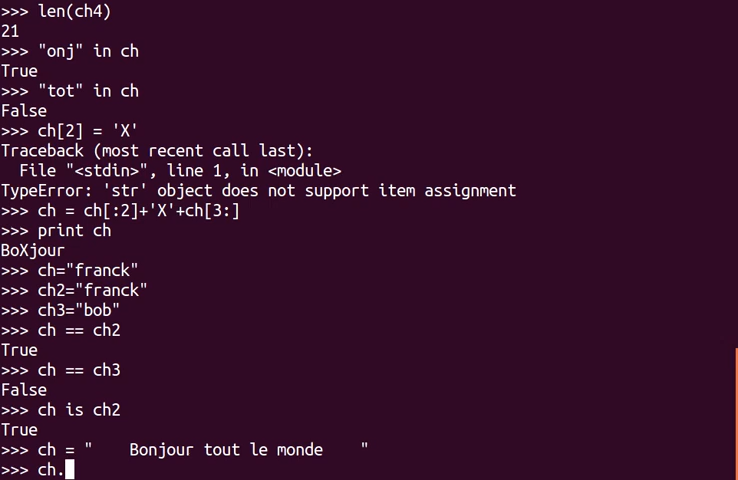 >>> len(ch4)
21
>>> "onj" in ch
True
>>> "tot" in ch
False
>>> ch[2] = 'X'
Traceback (most recent call last):
  File "<stdin>", line 1, in <module>
TypeError: 'str' object does not support item assignment
>>> ch = ch[:2]+'X'+ch[3:]
>>> print ch
BoXjour
>>> ch="franck"
>>> ch2="franck"
>>> ch3="bob"
>>> ch == ch2
True
>>> ch == ch3
False
>>> ch is ch2
True
>>> ch = "    Bonjour tout le monde    "
>>> ch.